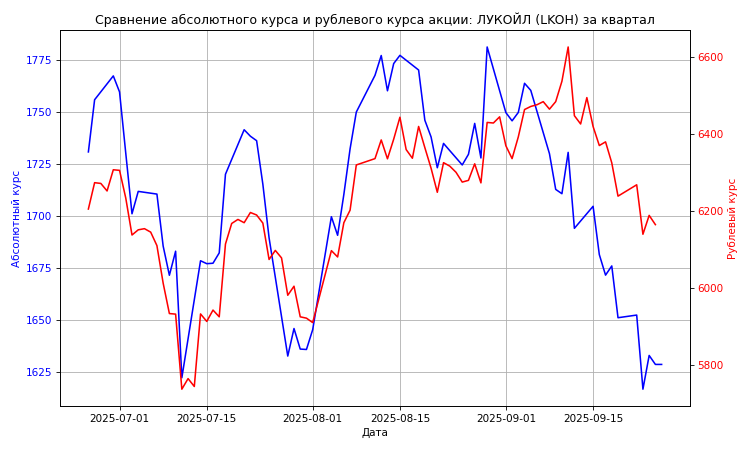 Сравнение абсолютного курса и рублевого курса акции: ЛУКОЙЛ (LKOH) за квартал
1775
1750
1725
1700
1675
1650
1625
Абсолютный курс
6600
6400
6200
6000
5800
Рублевый курс
2025-07-01 2025-07-15 2025-08-01 2025-08-15 2025-09-01 2025-09-15
Дата